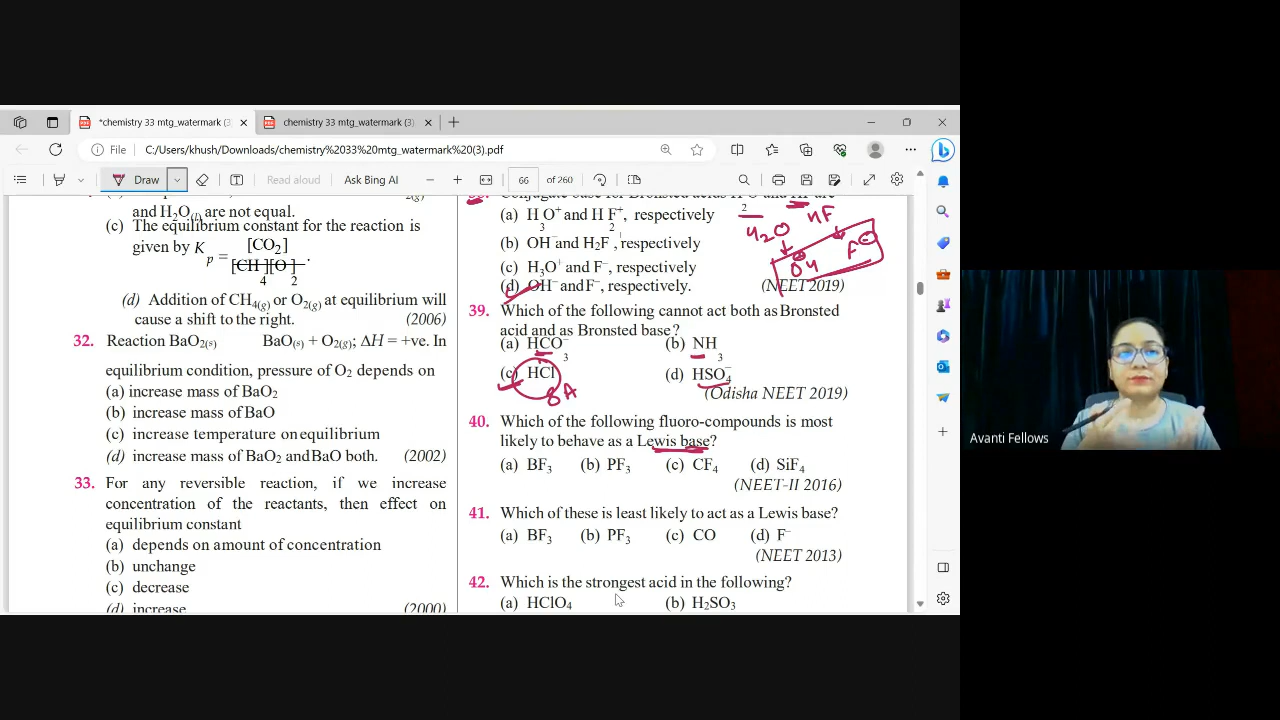 *chemistry 33 mtg_watermark (3).
chemistry 33 mtg_watermark (3).
File
C:/Users/khush/Downloads/chemistry%2033%20mtg_watermark%20(3).pdf
Draw
Read aloud
Ask Bing AI
66 of 260
and H2O(l) are not equal.
(c) The equilibrium constant for the reaction is
given by Kp = [CO2]
[CH4][O2]
.
(d) Addition of CH4(g) or O2(g) at equilibrium will
cause a shift to the right. (2006)
32. Reaction BaO2(s) BaO(s) + O2(g); ΔH = +ve. In
equilibrium condition, pressure of O2 depends on
(a) increase mass of BaO2
(b) increase mass of BaO
(c) increase temperature on equilibrium
(d) increase mass of BaO2 and BaO both. (2002)
33. For any reversible reaction, if we increase
concentration of the reactants, then effect on
equilibrium constant
(a) depends on amount of concentration
(b) unchange
(c) decrease
(d) increase (2000)
(a) H3O+ and H2F+, respectively
(b) OH− and H2F+, respectively
(c) H3O+ and F−, respectively
(d) OH− and F−, respectively. (NEET 2019)
H2O HF
OH F⊖
39. Which of the following cannot act both as Bronsted
acid and as Bronsted base?
(a) HCO3− (b) NH3
(c) HCl (d) HSO4−
(Odisha NEET 2019)
40. Which of the following fluoro-compounds is most
likely to behave as a Lewis base?
(a) BF3 (b) PF3 (c) CF4 (d) SiF4
(NEET-II 2016)
41. Which of these is least likely to act as a Lewis base?
(a) BF3 (b) PF3 (c) CO (d) F−
(NEET 2013)
42. Which is the strongest acid in the following?
(a) HClO4 (b) H2SO3
Avanti Fellows